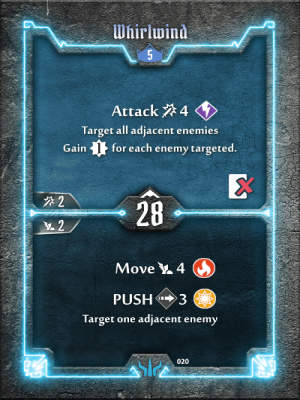 Whirlwind
5
Attack 4
Target all adjacent enemies
Gain 1 for each enemy targeted.
2
28
2
Move 4
PUSH 3
Target one adjacent enemy
020